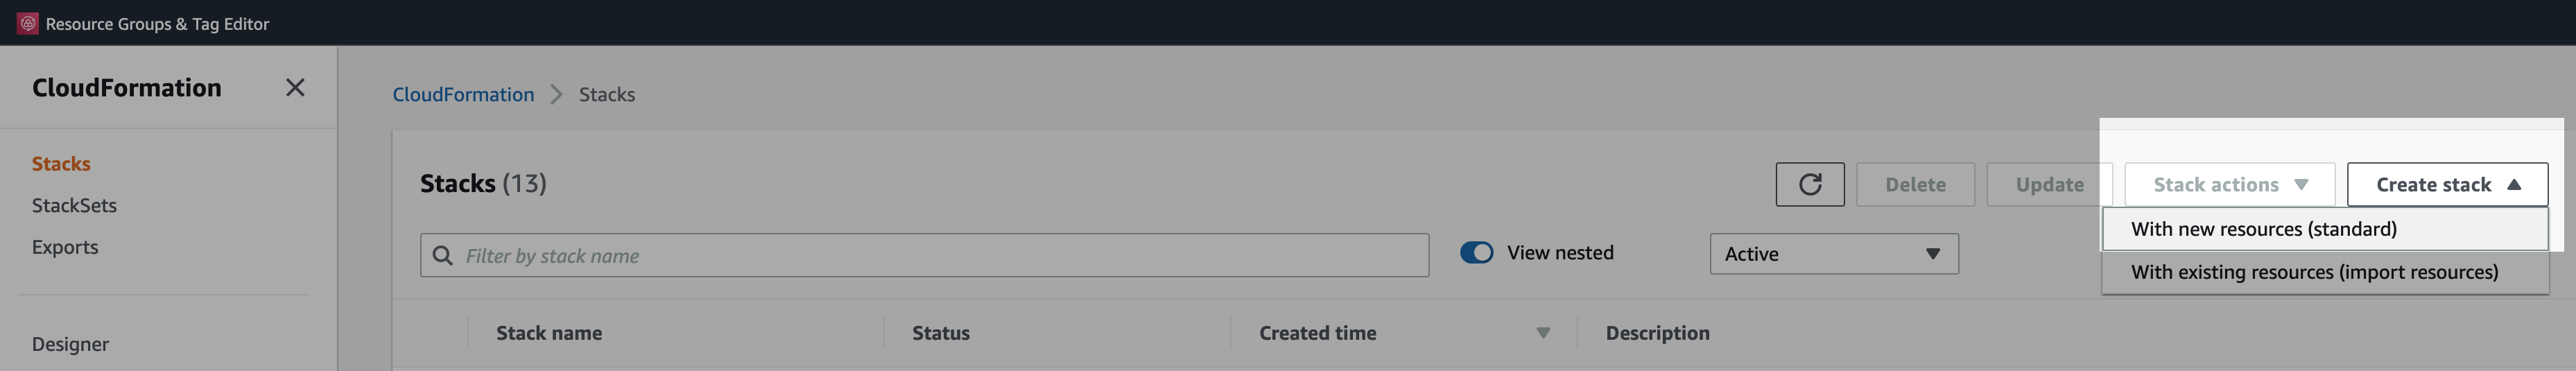 Resource Groups & Tag Editor
CloudFormation
Stacks
StackSets
Exports
Designer
CloudFormation Stacks
Stacks (13)
Delete Update Stack actions Create stack
With new resources (standard)
With existing resources (import resources)
Filter by stack name View nested Active
Stack name Status Created time Description